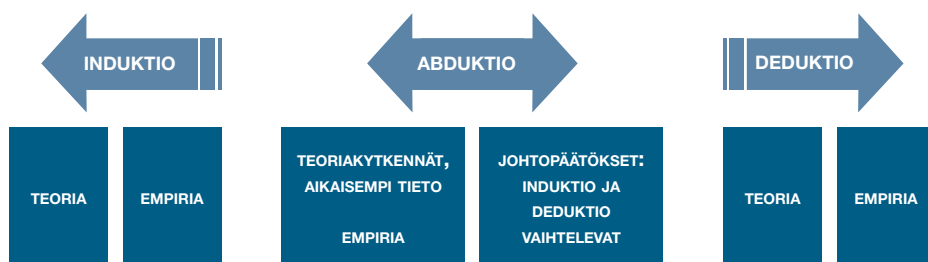 INDUKTIO
ABDUKTIO
DEDUKTIO
TEORIA
EMPIRIA
TEORIAKYTKENNÄT,
AIKAISEMPI TIETO
EMPIRIA
JOHTOPÄÄTÖKSET:
INDUKTIO JA
DEDUKTIO
VAIHTELEVAT
TEORIA
EMPIRIA